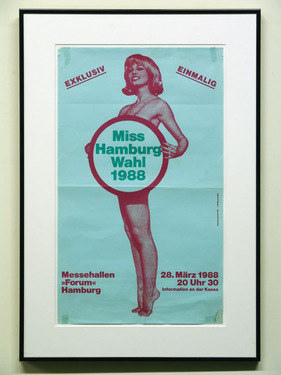 EXKLUSIV
EINMALIG
Miss
Hamburg
Wahl
1988
Messehallen
»Forum«
Hamburg
28. März 1988
20 Uhr 30
Information an der Kasse